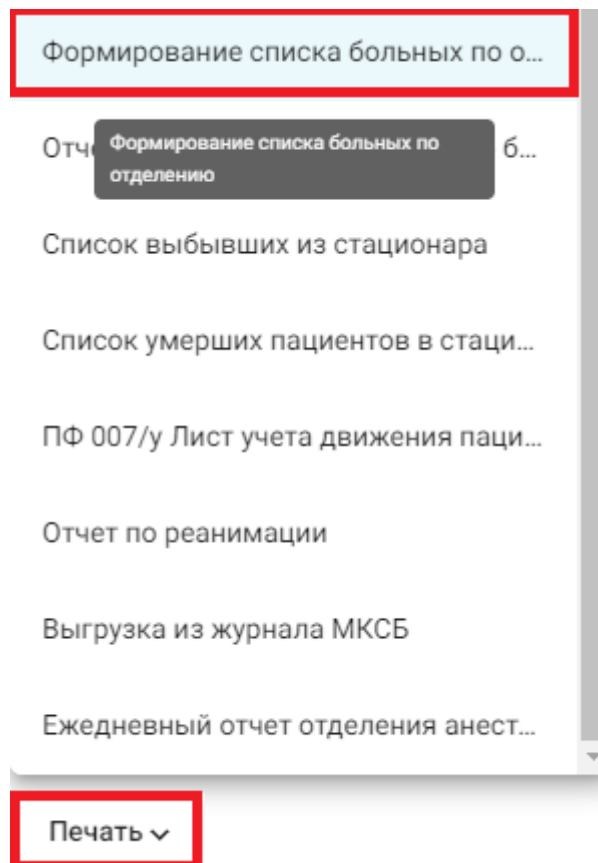 Формирование списка больных по о...
Отч
Формирование списка больных по
отделению
б...
Список выбывших из стационара
Список умерших пациентов в стаци...
ПФ 007/у Лист учета движения паци...
Отчет по реанимации
Выгрузка из журнала МКСБ
Ежедневный отчет отделения анест...
Печать